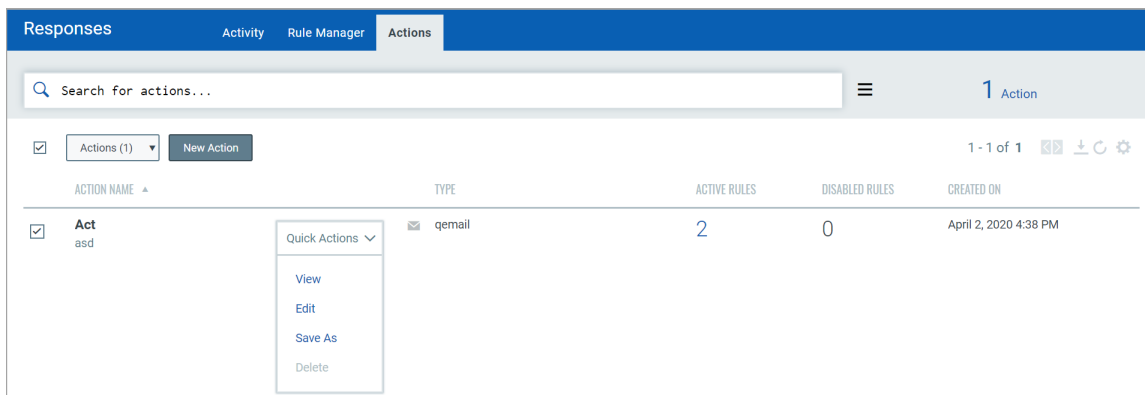 Responses Activity Rule Manager Actions
Search for actions... 1 Action
Actions (1) New Action 1 - 1 of 1
ACTION NAME TYPE ACTIVE RULES DISABLED RULES CREATED ON
Act Quick Actions qemail 2 0 April 2, 2020 4:38 PM
asd
View
Edit
Save As
Delete